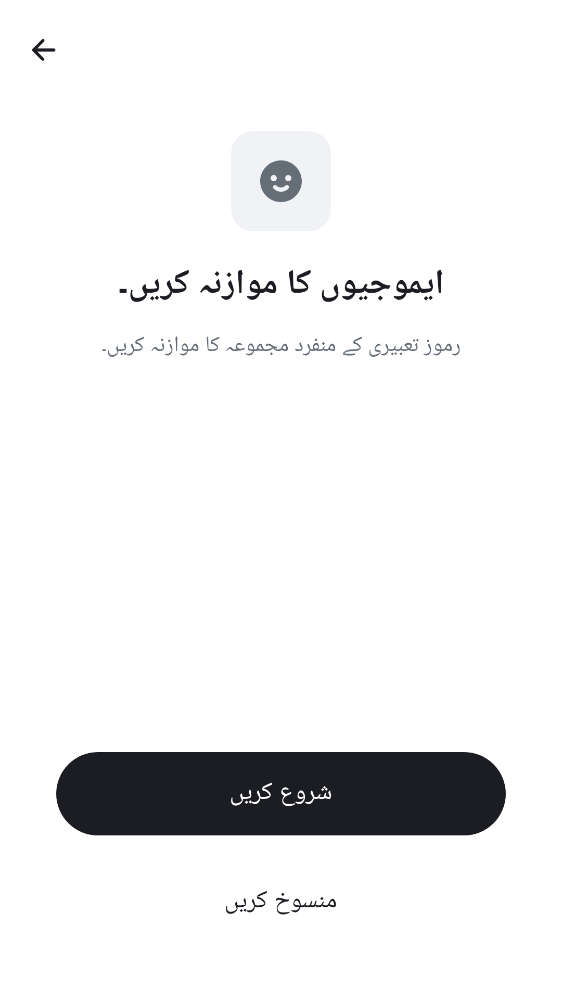 ایموجیوں کا موازنہ کریں۔
رموز تعبیری کے منفرد مجموعہ کا موازنہ کریں۔
شروع کریں
منسوخ کریں